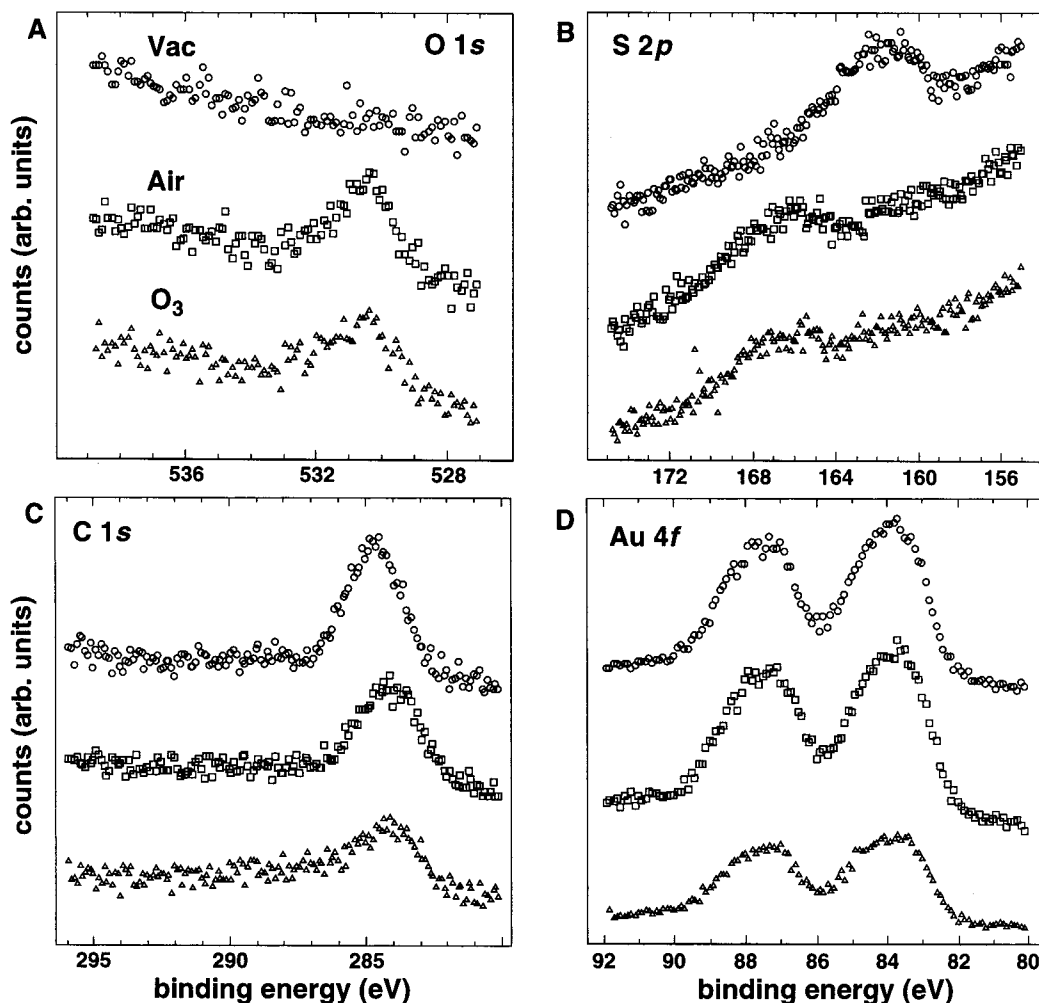 A
Vac
O 1s
Air
O3
counts (arb. units)
536
532
528
B
S 2p
172
168
164
160
156
C
C 1s
counts (arb. units)
295
290
285
binding energy (eV)
D
Au 4f
92
90
88
86
84
82
80
binding energy (eV)